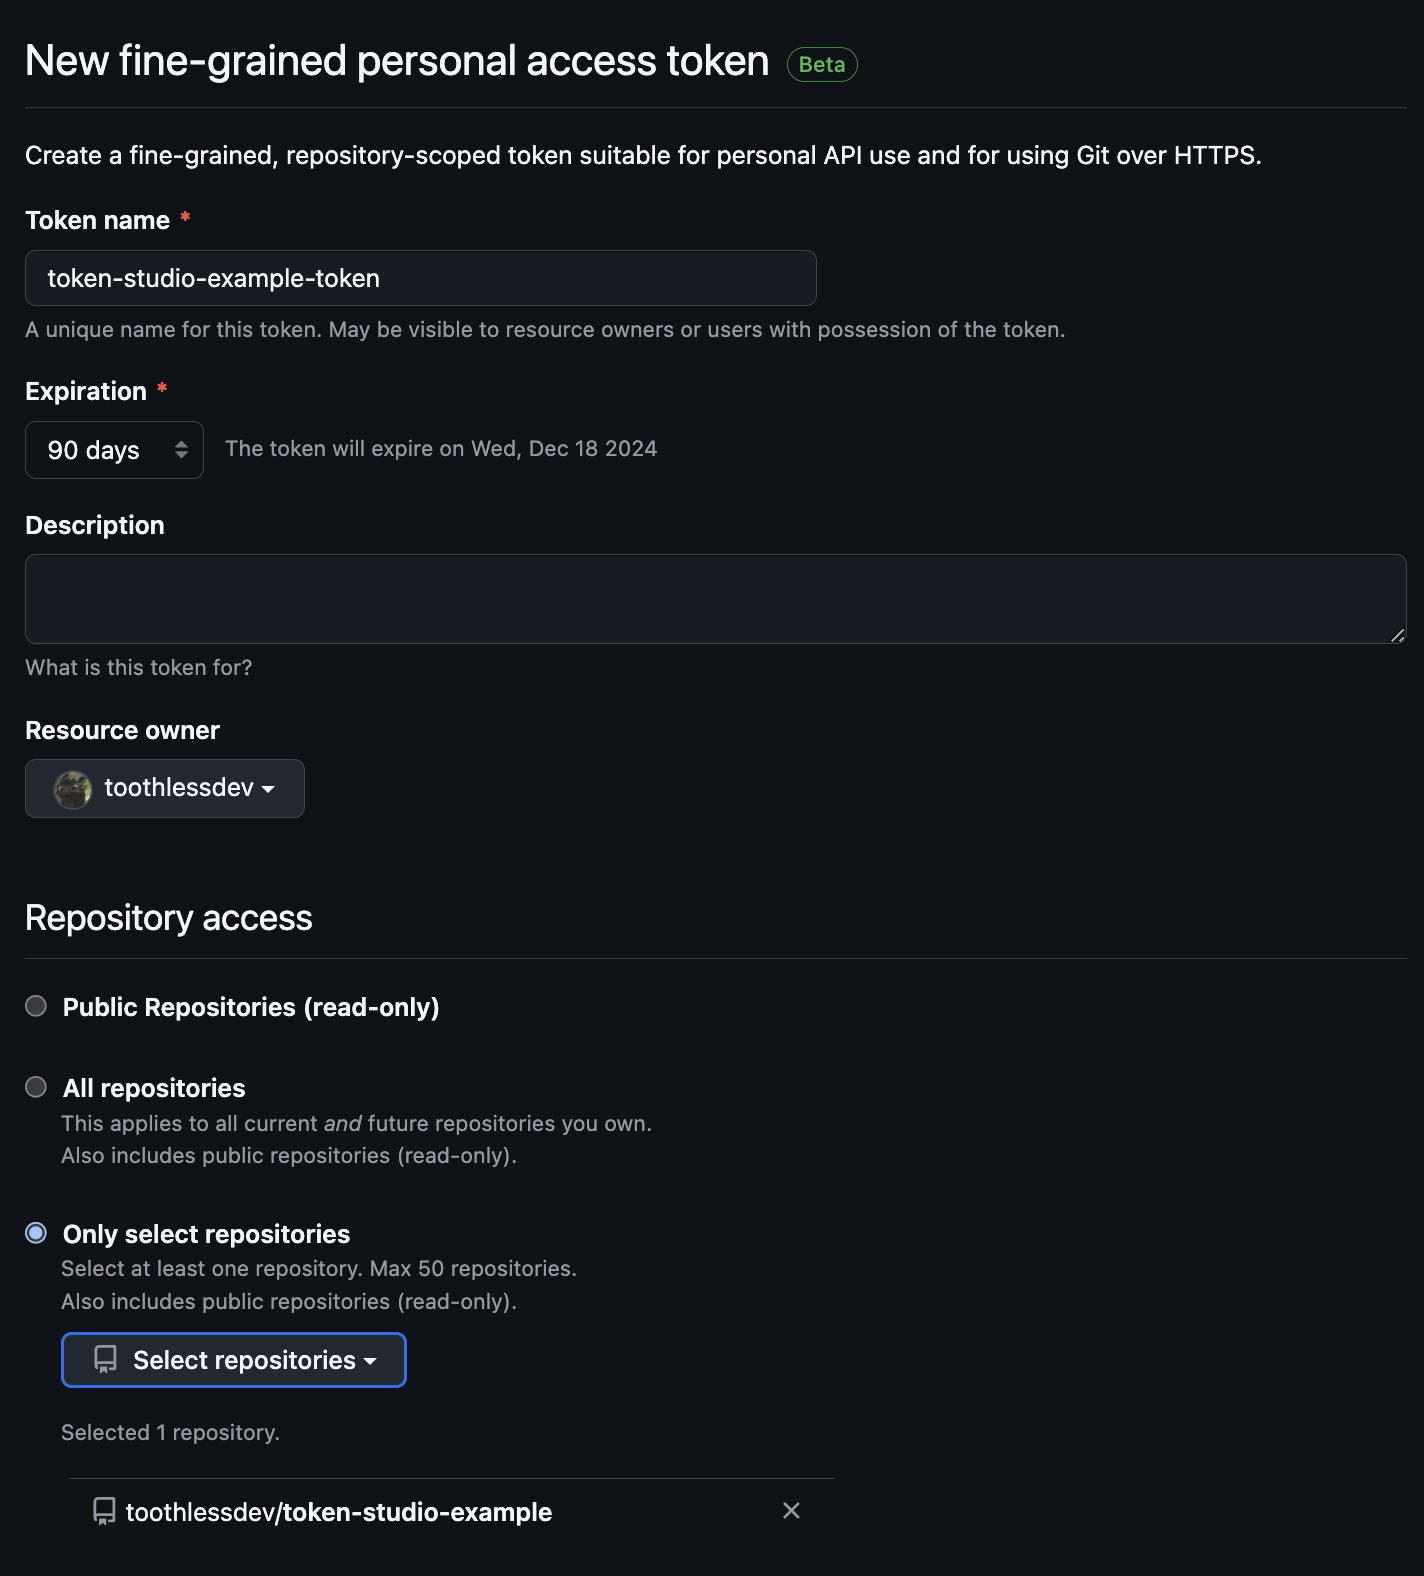 New fine-grained personal access token Beta
Create a fine-grained, repository-scoped token suitable for personal API use and for using Git over HTTPS.
Token name *
token-studio-example-token
A unique name for this token. May be visible to resource owners or users with possession of the token.
Expiration *
90 days The token will expire on Wed, Dec 18 2024
Description
What is this token for?
Resource owner
toothlessdev
Repository access
Public Repositories (read-only)
All repositories
This applies to all current and future repositories you own.
Also includes public repositories (read-only).
Only select repositories
Select at least one repository. Max 50 repositories.
Also includes public repositories (read-only).
Select repositories
Selected 1 repository.
toothlessdev/token-studio-example